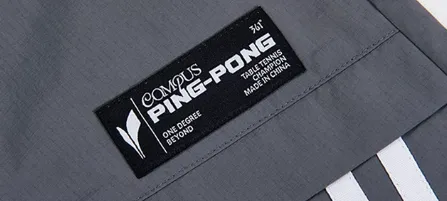 COMPUS
PING-PONG
ONE DEGREE
BEYOND
361°
TABLE TENNIS
CHAMPION
MADE IN CHINA